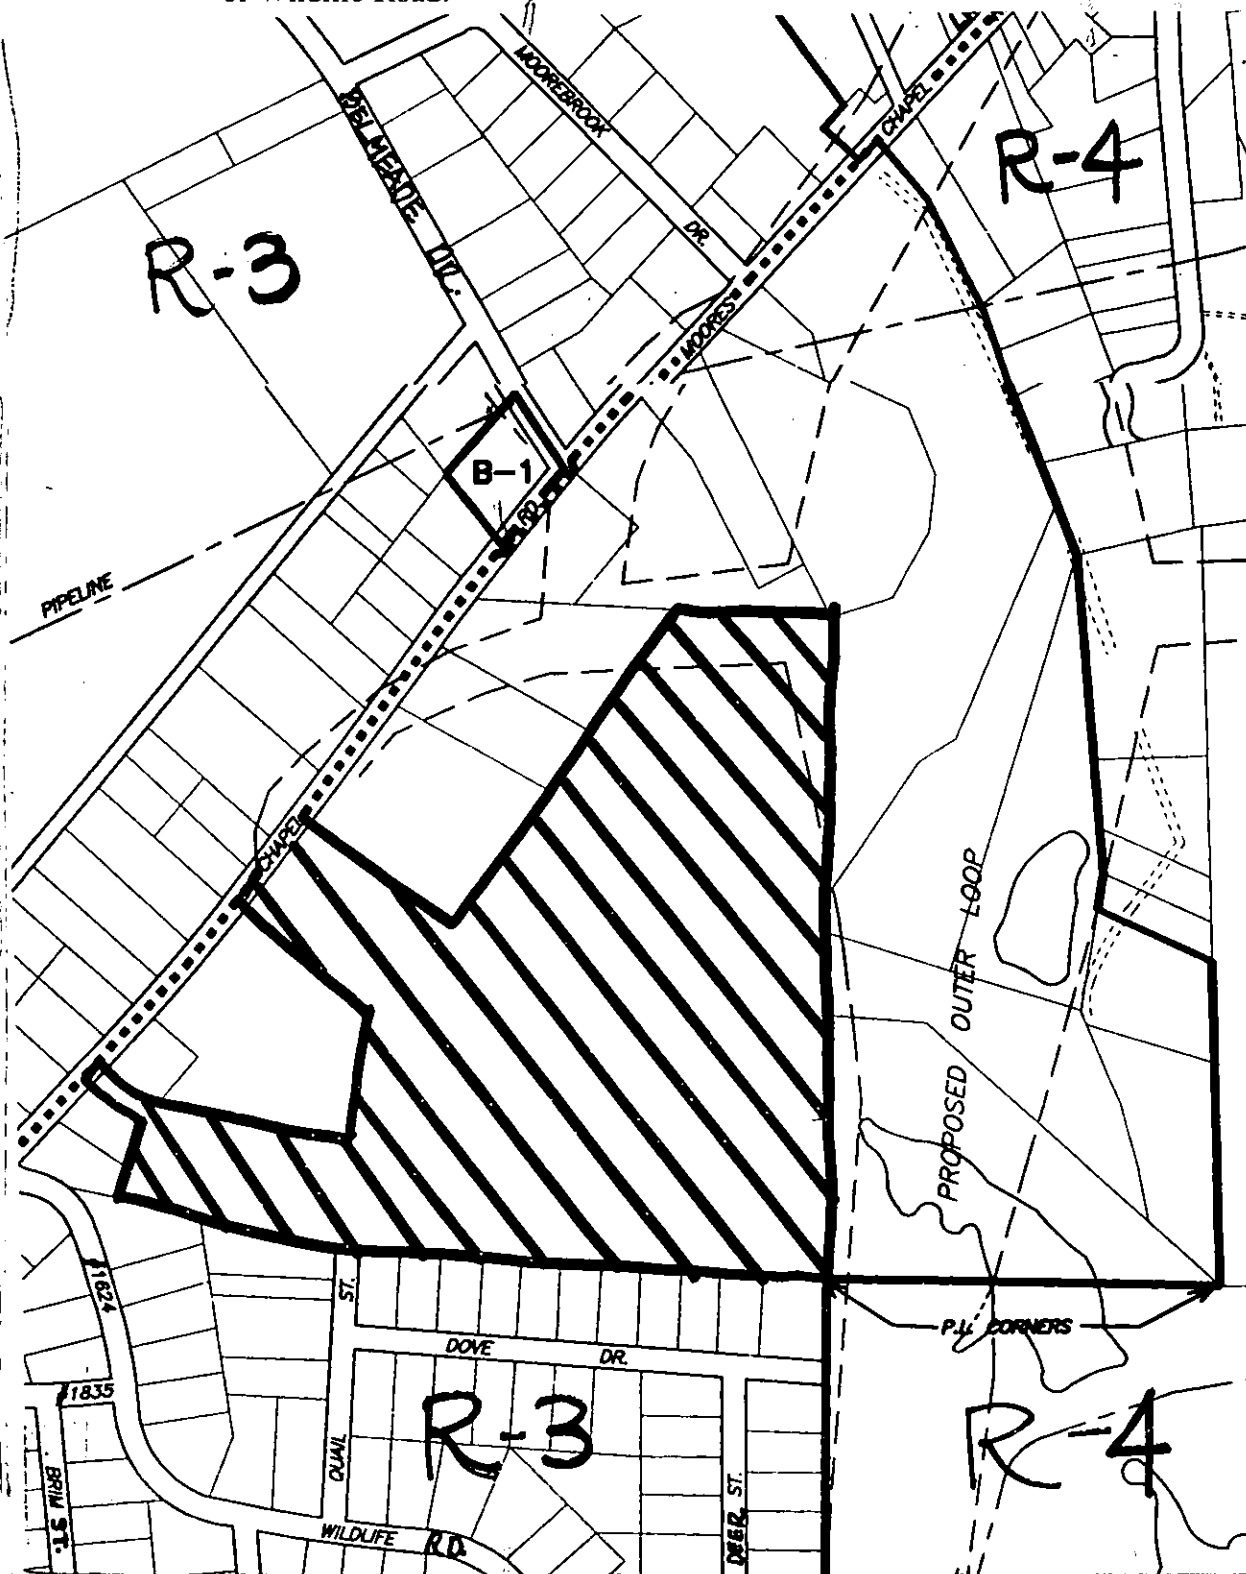 MOOREBROOK
DR.
CHAPEL
R-4
BELMEADE DR.
R-3
MOORES
B-1
RD.
PIPELINE
CHAPEL
PROPOSED OUTER LOOP
ST.
#1624
P.L. CORNERS
DOVE DR.
#1835
R-3
R-4
QUAIL
BRIM ST.
DEER ST.
WILDLIFE RD.